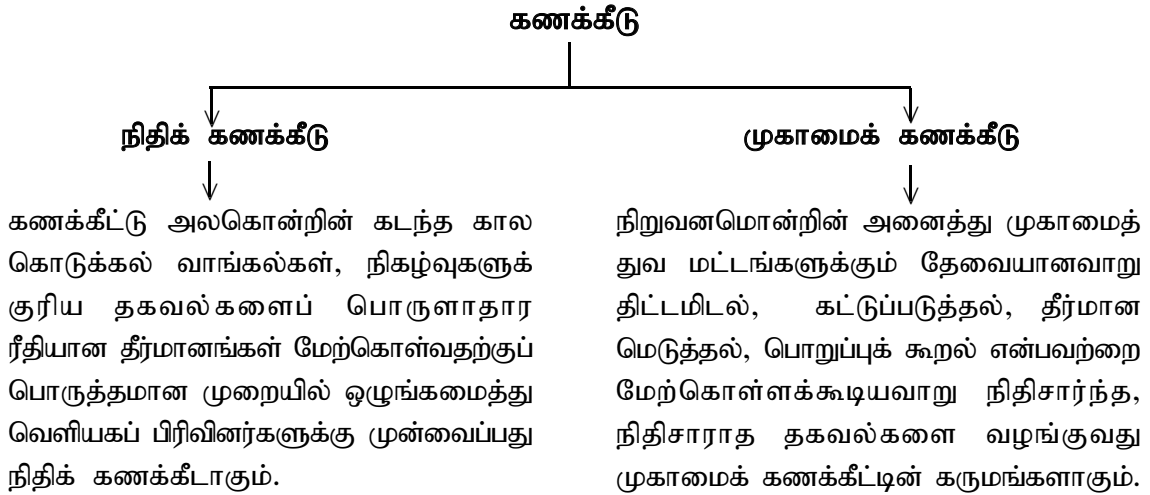 கணக்கீடு
நிதிக் கணக்கீடு
கணக்கீட்டு அலகொன்றின் கடந்த கால
கொடுக்கல் வாங்கல்கள், நிகழ்வுகளுக்
குரிய தகவல்களைப் பொருளாதார
ரீதியான தீர்மானங்கள் மேற்கொள்வதற்குப்
பொருத்தமான முறையில் ஒழுங்கமைத்து
வெளியகப் பிரிவினர்களுக்கு முன்வைப்பது
நிதிக் கணக்கீடாகும்.
முகாமைக் கணக்கீடு
நிறுவனமொன்றின் அனைத்து முகாமைத்
துவ மட்டங்களுக்கும் தேவையானவாறு
திட்டமிடல், கட்டுப்படுத்தல், தீர்மான
மெடுத்தல், பொறுப்புக் கூறல் என்பவற்றை
மேற்கொள்ளக்கூடியவாறு நிதிசார்ந்த,
நிதிசாராத தகவல்களை வழங்குவது
முகாமைக் கணக்கீட்டின் கருமங்களாகும்.